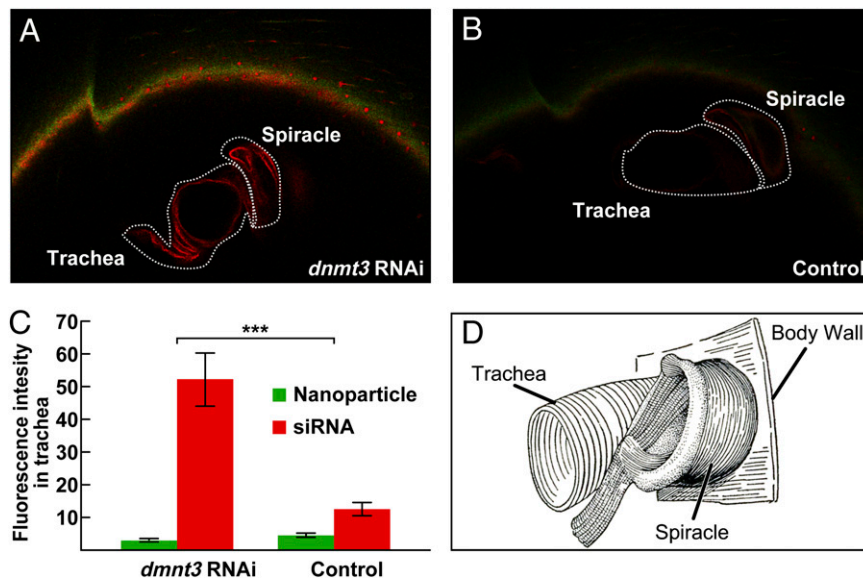 A
Spiracle
Trachea
dnmt3 RNAi
B
Spiracle
Trachea
Control
C
Fluorescence intesity
in trachea
70
60
50
40
30
20
10
***
Nanoparticle
siRNA
dmnt3 RNAi
Control
D
Body Wall
Trachea
Spiracle